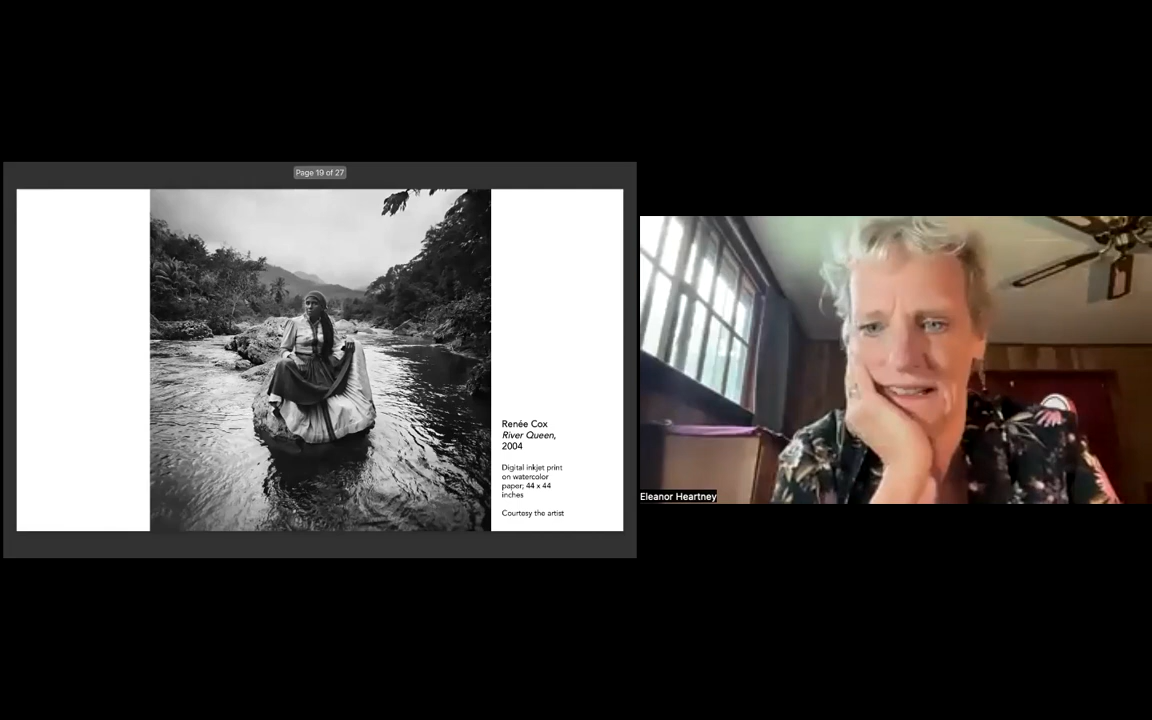 Page 19 of 27
Renée Cox
River Queen,
2004
Digital inkjet print
on watercolor
paper; 44 x 44
inches
Courtesy the artist
Eleanor Heartney